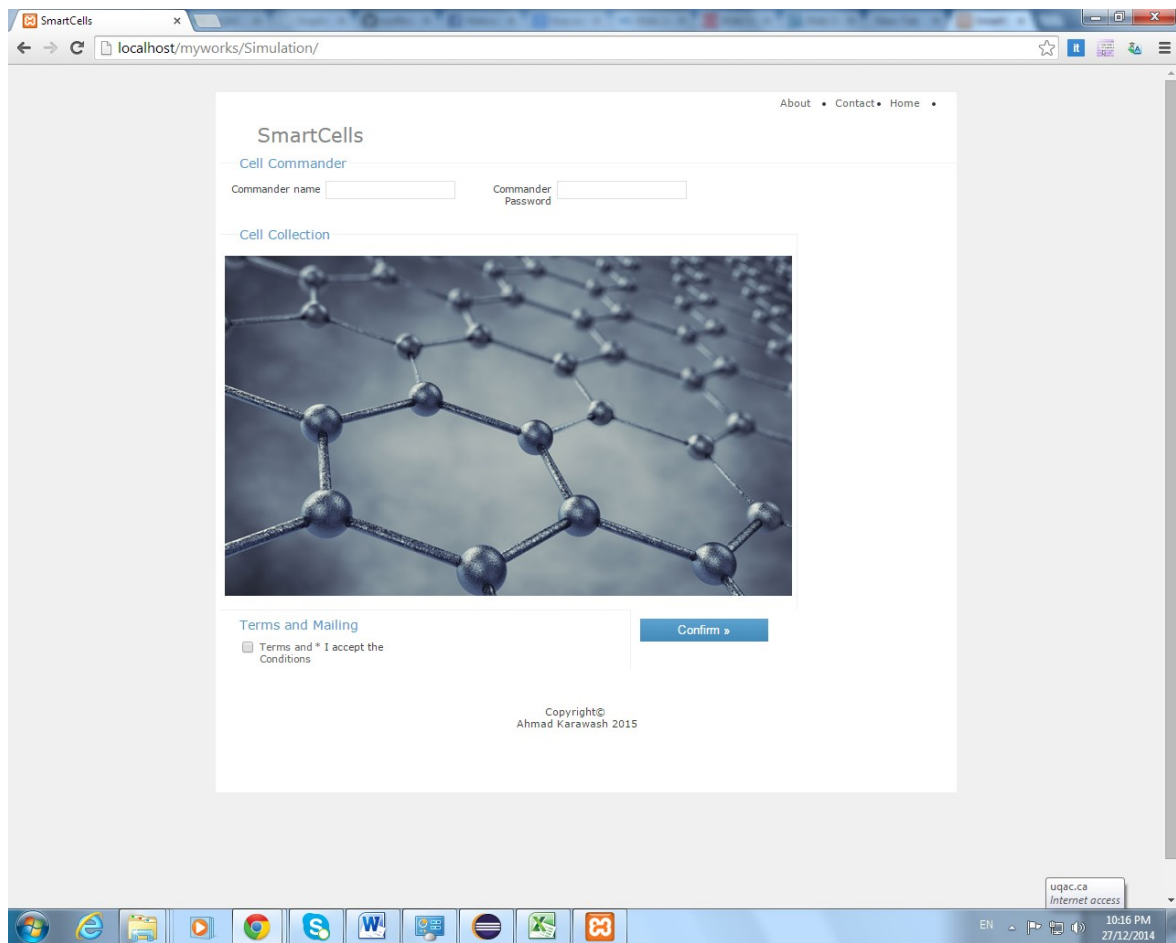 SmartCells
localhost/myworks/Simulation/
About • Contact • Home •
SmartCells
Cell Commander
Commander name
Commander
Password
Cell Collection
Terms and Mailing
Confirm »
Terms and * I accept the
Conditions
Copyright©
Ahmad Karawash 2015
uqac.ca
Internet access
EN
10:16 PM
27/12/2014